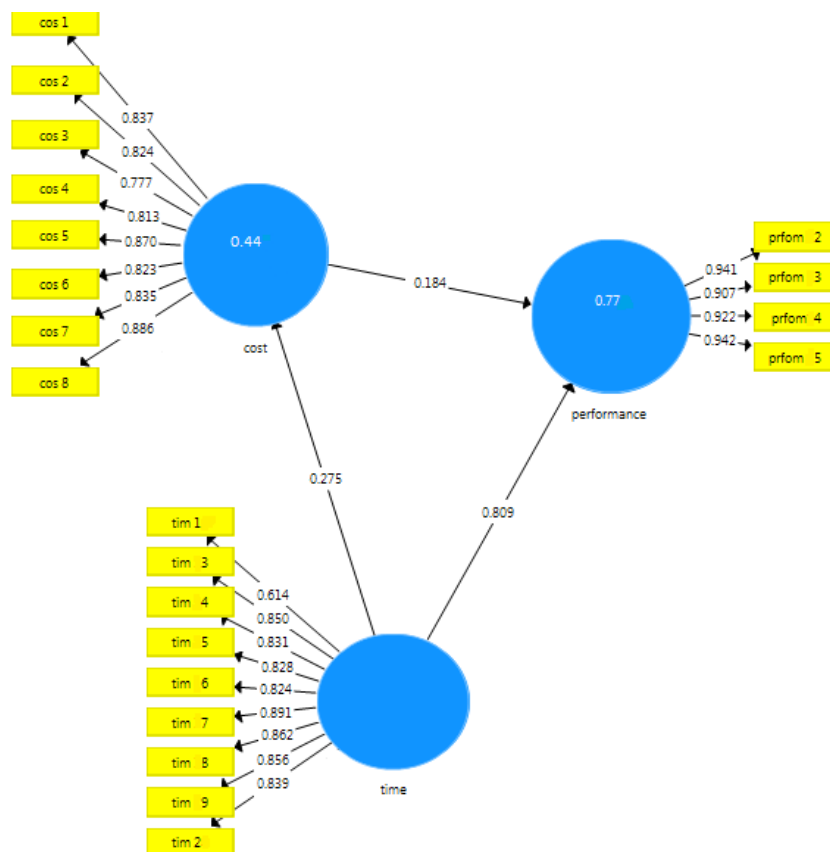 cos 1
cos 2
cos 3
cos 4
cos 5
cos 6
cos 7
cos 8
0.837
0.824
0.777
0.813
0.870
0.823
0.835
0.886
0.44
cost
0.184
0.77
performance
0.941
0.907
0.922
0.942
prfom 2
prfom 3
prfom 4
prfom 5
0.275
0.809
tim 1
tim 3
tim 4
tim 5
tim 6
tim 7
tim 8
tim 9
tim 2
0.614
0.850
0.831
0.828
0.824
0.891
0.862
0.856
0.839
time